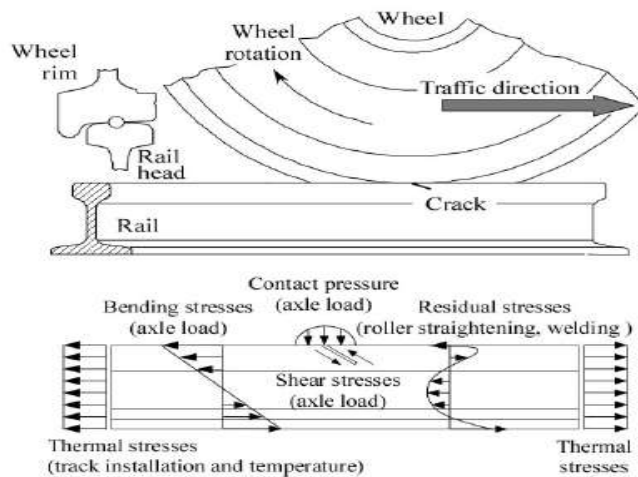 Wheel
Wheel
rotation
Wheel
rim
Traffic direction
Rail
head
Crack
Rail
Contact pressure
(axle load)
Bending stresses
(axle load)
Residual stresses
(roller straightening, welding )
Shear stresses
(axle load)
Thermal stresses
(track installation and temperature)
Thermal
stresses